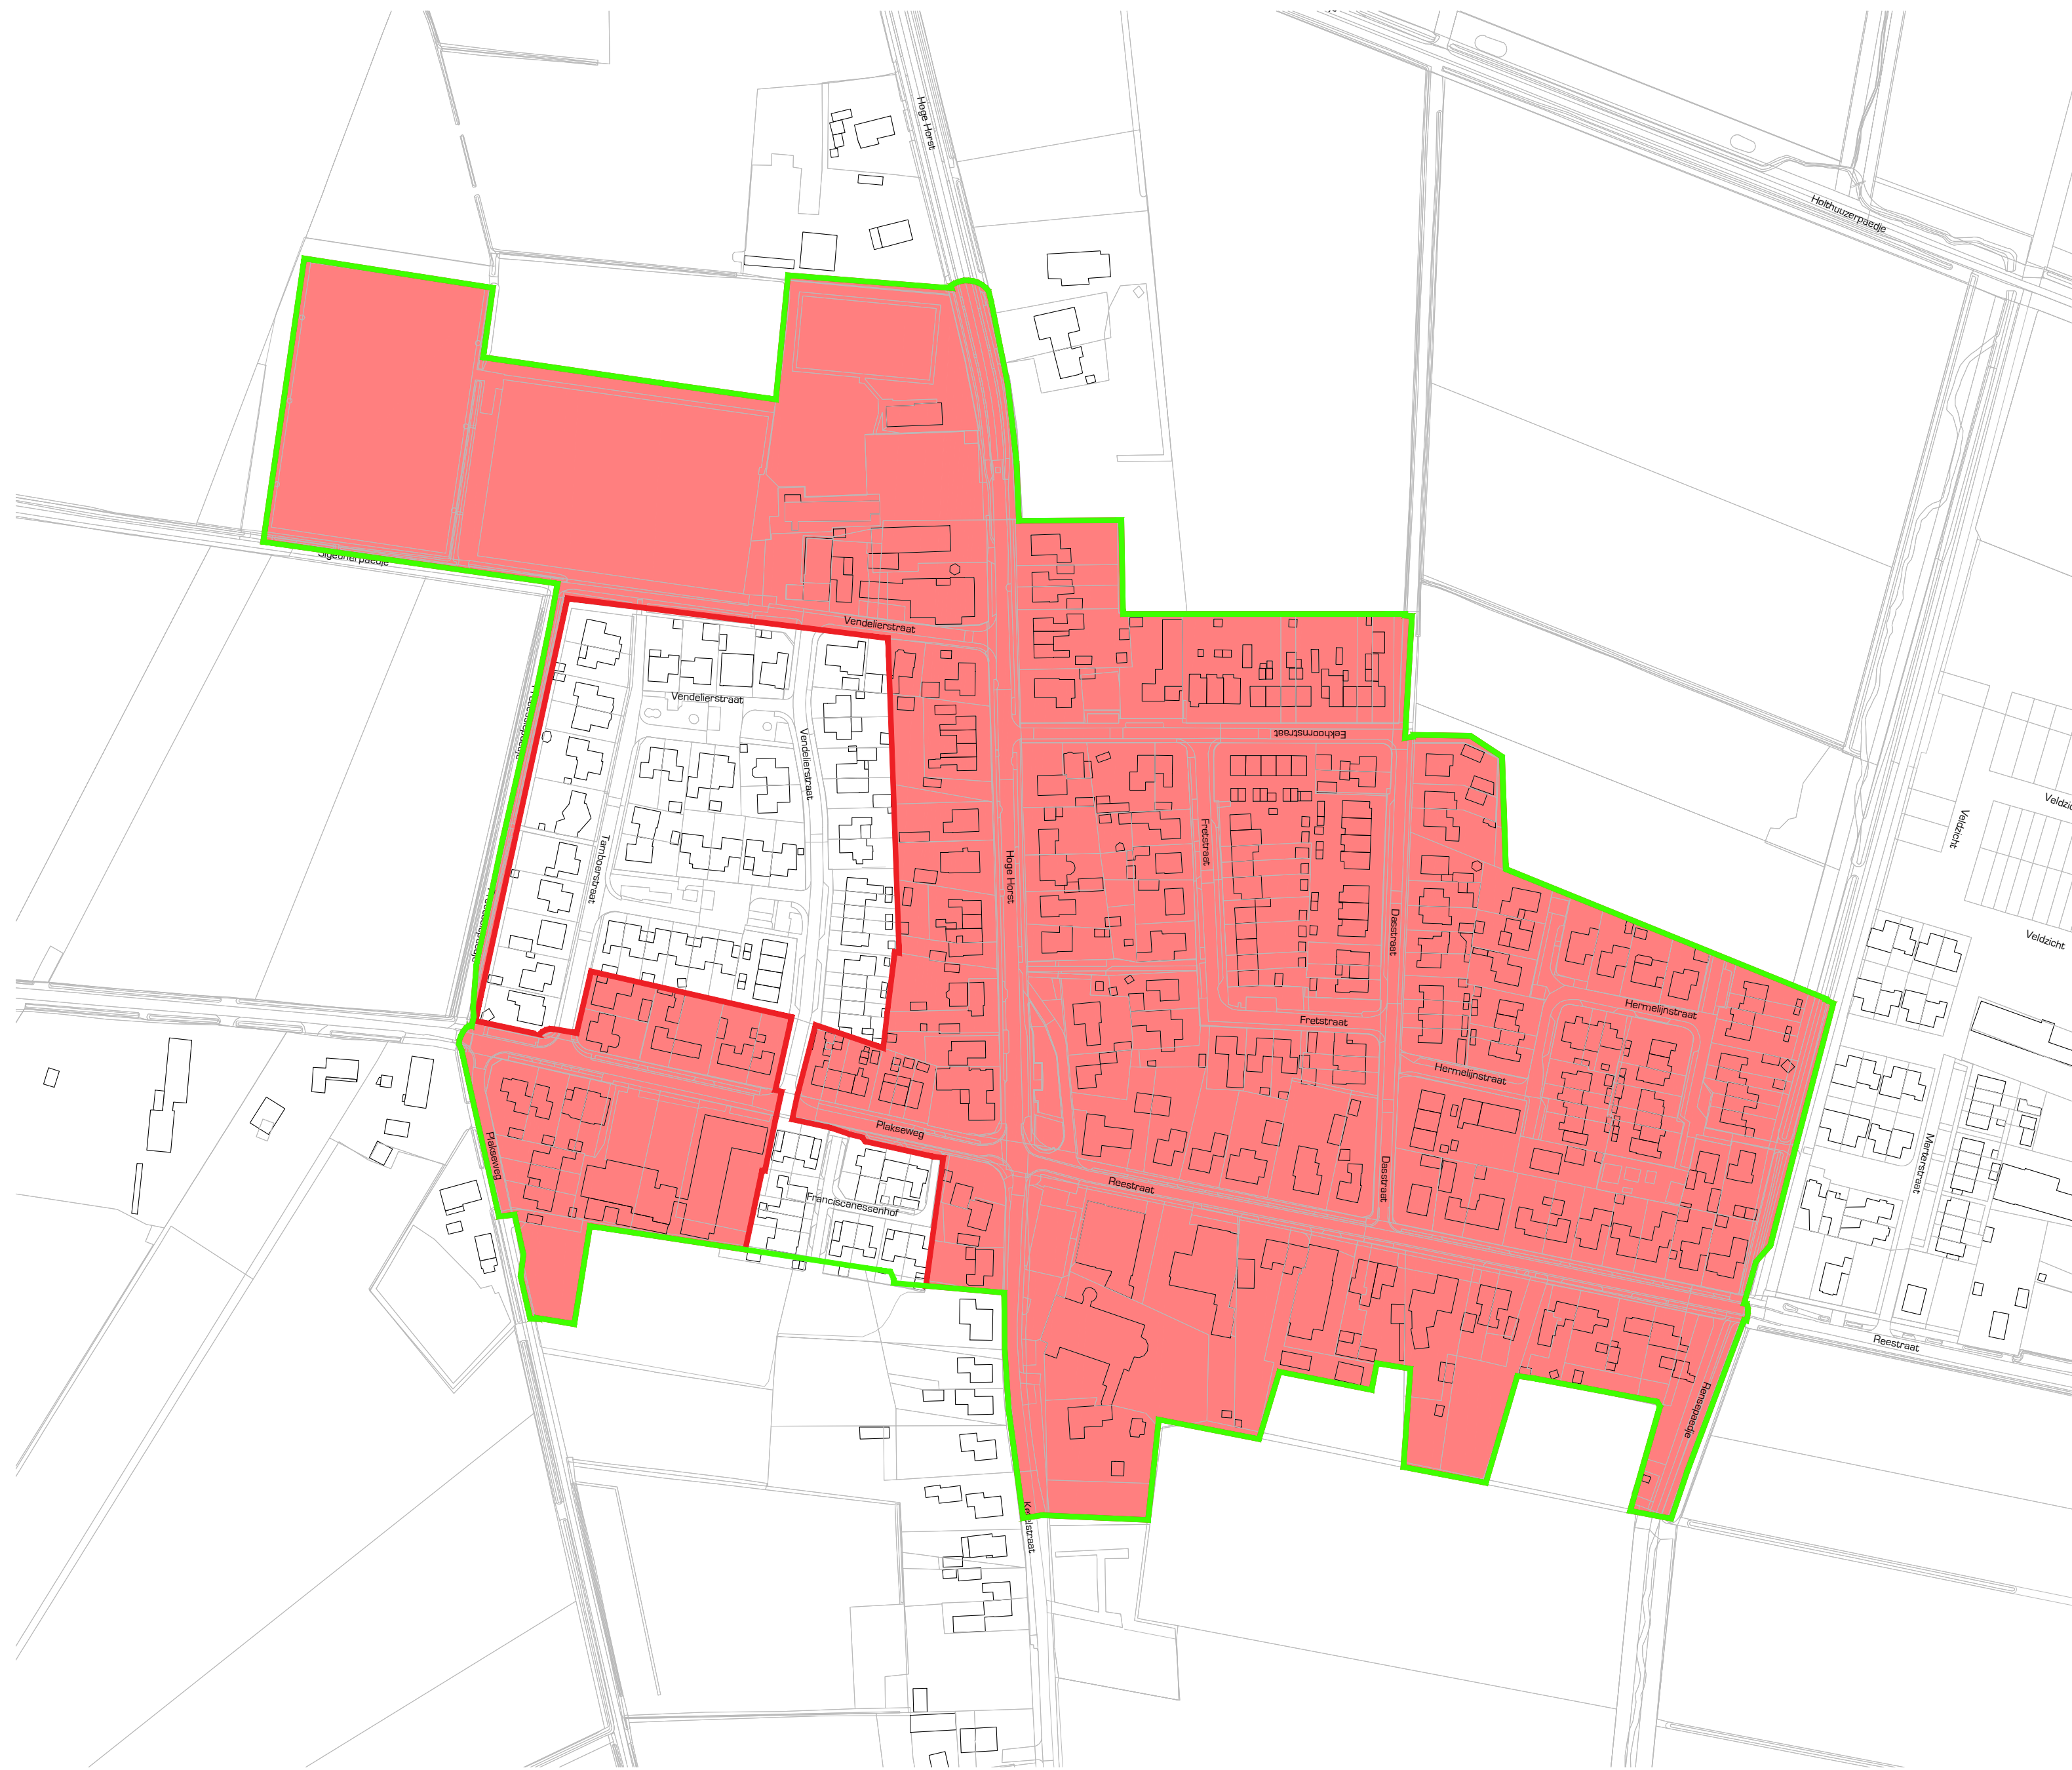 Hoge Horst
Holthuuzerpaedje
Vendelierstraat
Vendelierstraat
Vendelierstraat
Eekhoornstraat
Veldzicht
Veldzicht
Tamboerstraat
Hoge Horst
Fretstraat
Dasstraat
Fretstraat
Hermelijnstraat
Hermelijnstraat
Plakseweg
Plakseweg
Reestraat
Dasstraat
Marterstraat
Franciscanessenhof
Reestraat
Rensepaedje